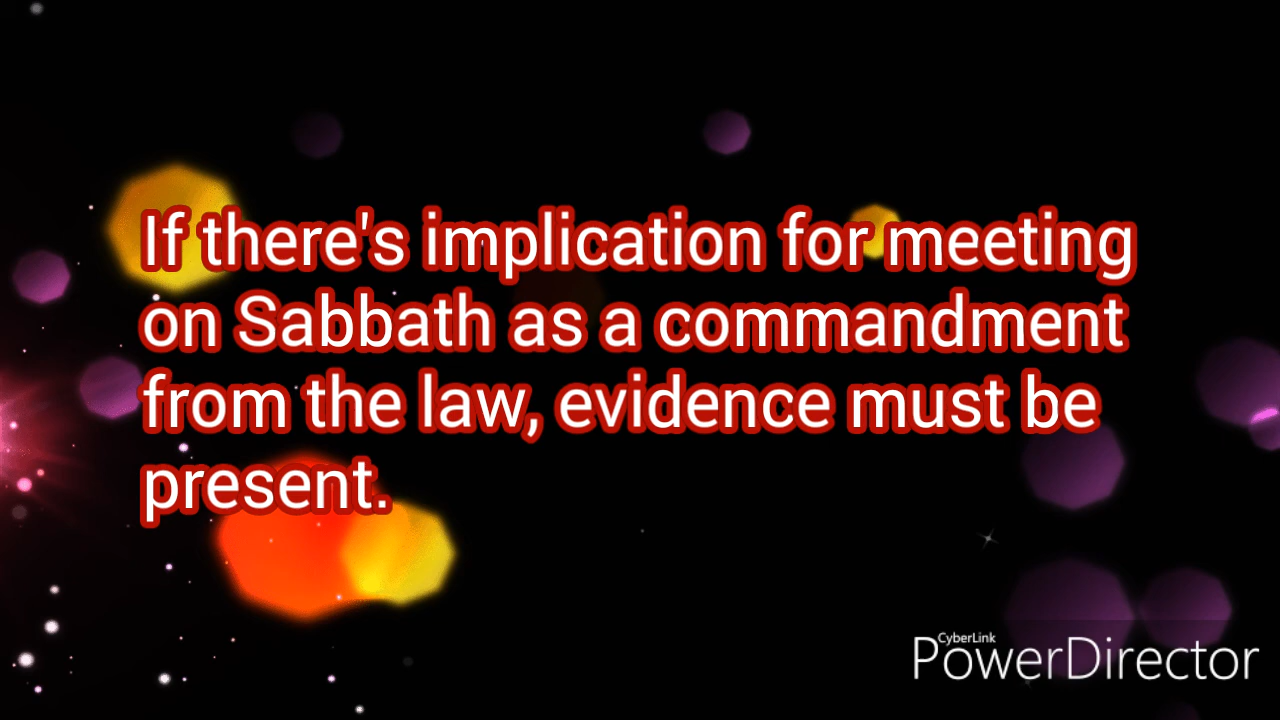 If there's implication for meeting
on Sabbath as a commandment
from the law, evidence must be
present.
CyberLink
PowerDirector